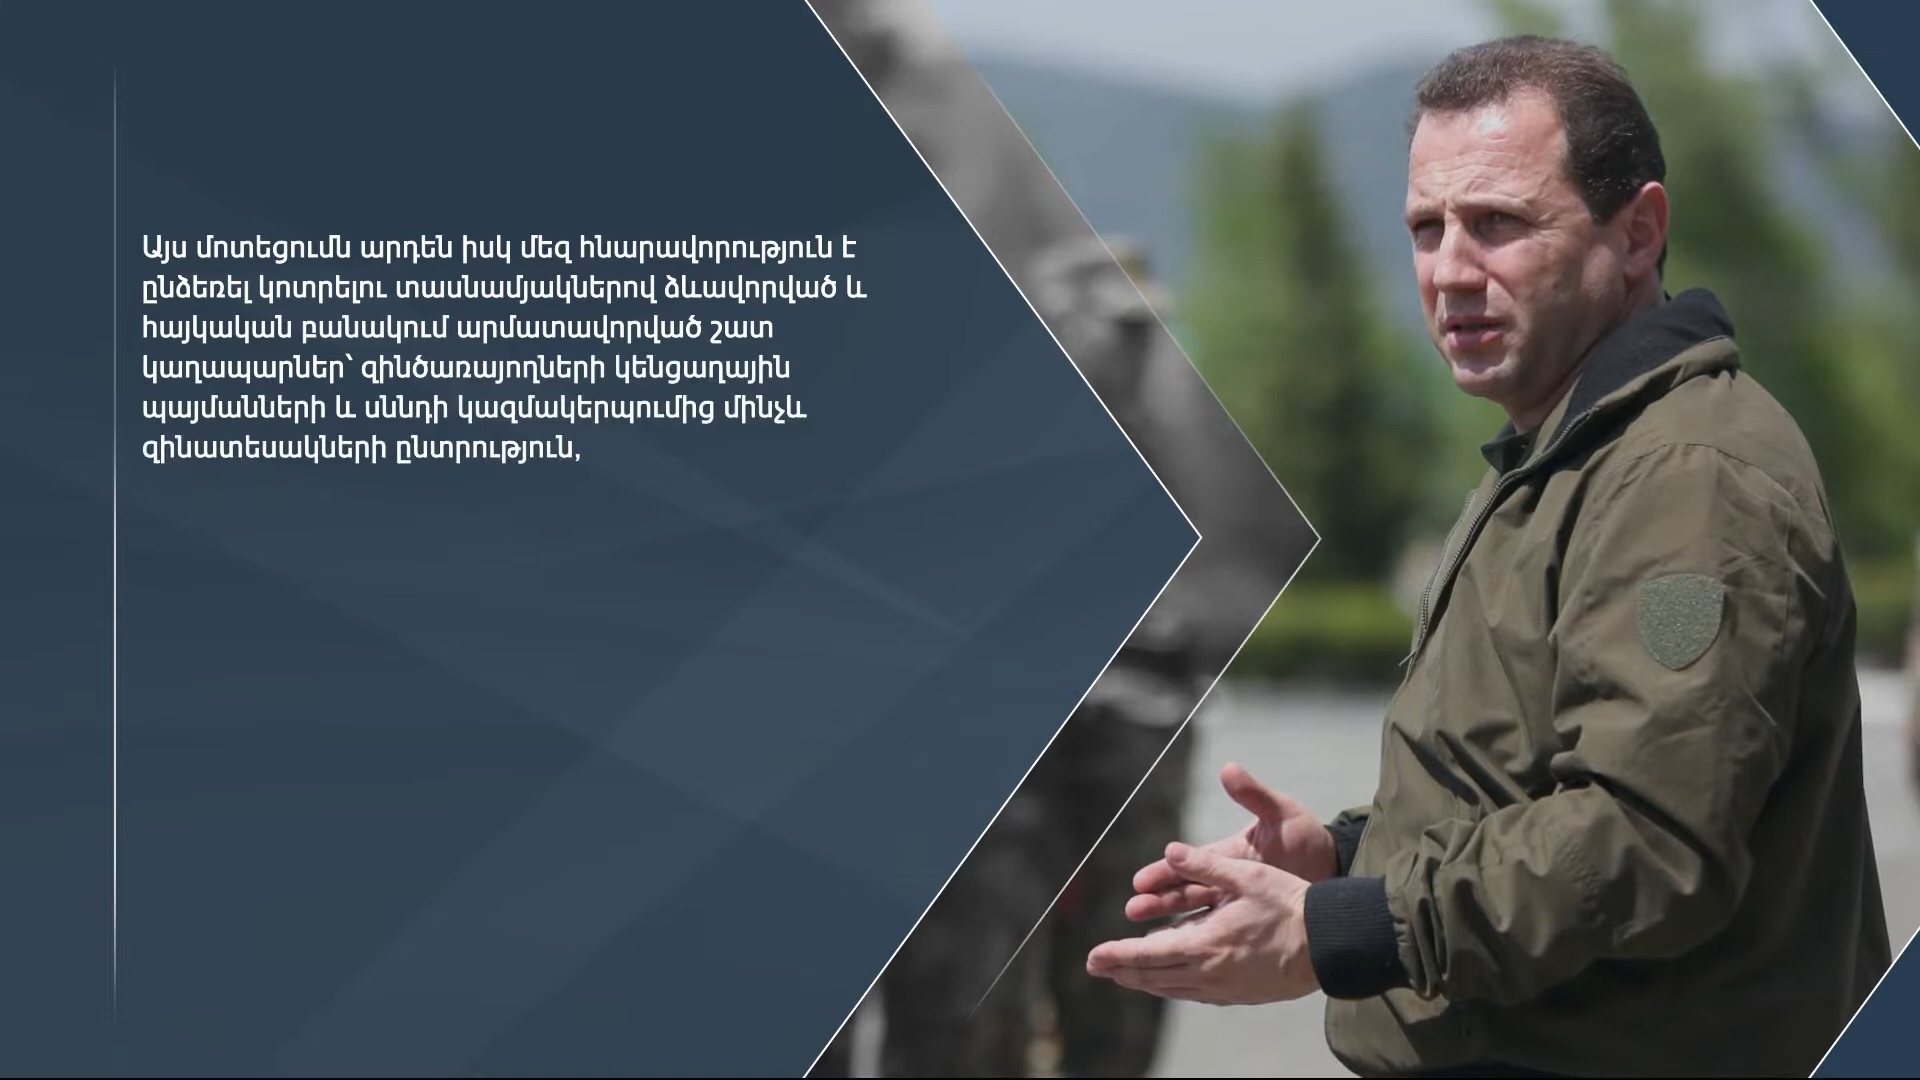 Այս մոտեցումն արդեն իսկ մեզ հնարավորություն է
ընձեռել կոտրելու տասնամյակներով ձևավորված և
հայկական բանակում արմատավորված շատ
կաղապարներ՝ զինծառայողների կենցաղային
պայմանների և սննդի կազմակերպումից մինչև
զինատեսակների ընտրություն,